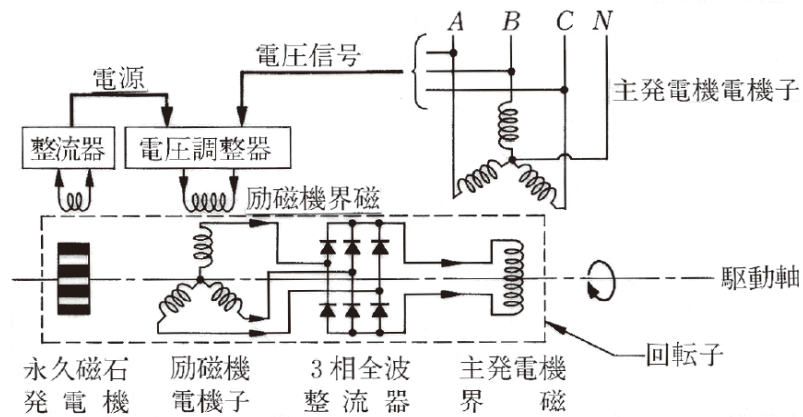 A B C N
電圧信号
電源
主発電機電機子
整流器
電圧調整器
励磁機界磁
駆動軸
回転子
永久磁石
発電機
励磁機
電機子
3相全波
整流器
主発電機
界磁